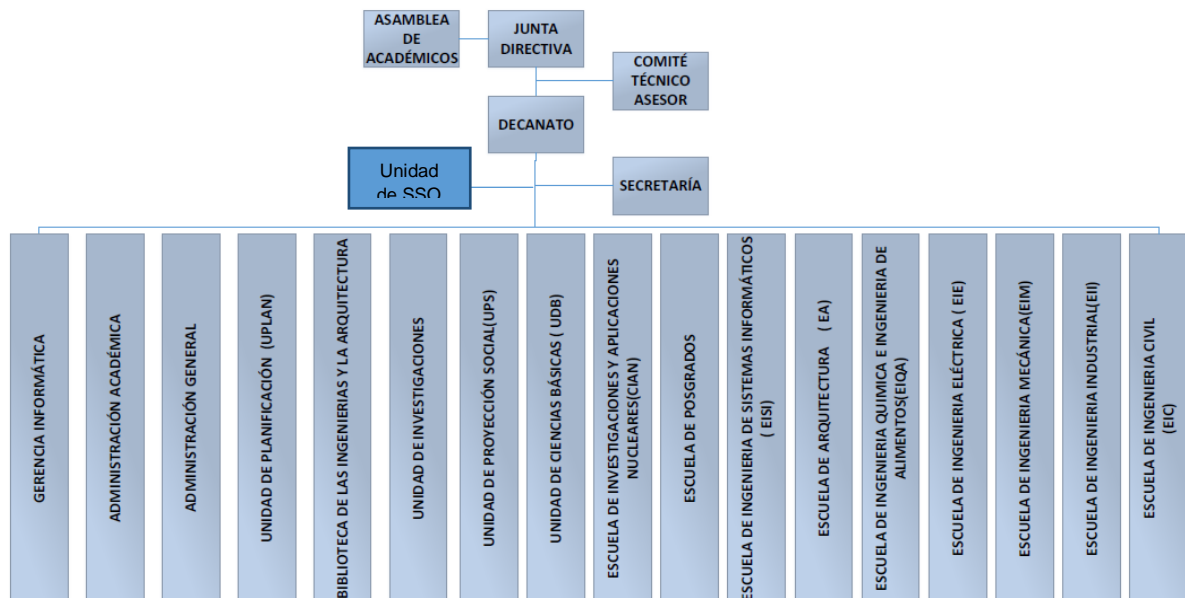 ASAMBLEA
DE
ACADÉMICOS
JUNTA
DIRECTIVA
COMITÉ
TÉCNICO
ASESOR
DECANATO
Unidad
de SSO
SECRETARÍA
GERENCIA INFORMÁTICA
ADMINISTRACIÓN ACADÉMICA
ADMINISTRACIÓN GENERAL
UNIDAD DE PLANIFICACIÓN (UPLAN)
BIBLIOTECA DE LAS INGENIERIAS Y LA ARQUITECTURA
UNIDAD DE INVESTIGACIONES
UNIDAD DE PROYECCIÓN SOCIAL(UPS)
UNIDAD DE CIENCIAS BÁSICAS ( UDB)
ESCUELA DE INVESTIGACIONES Y APLICACIONES
NUCLEARES(CIAN)
ESCUELA DE POSGRADOS
ESCUELA DE INGENIERIA DE SISTEMAS INFORMÁTICOS
( EISI)
ESCUELA DE ARQUITECTURA ( EA)
ESCUELA DE INGENIERIA QUIMICA E INGENIERIA DE
ALIMENTOS(EIQA)
ESCUELA DE INGENIERIA ELÉCTRICA ( EIE)
ESCUELA DE INGENIERIA MECÁNICA(EIM)
ESCUELA DE INGENIERIA INDUSTRIAL(EII)
ESCUELA DE INGENIERIA CIVIL
(EIC)